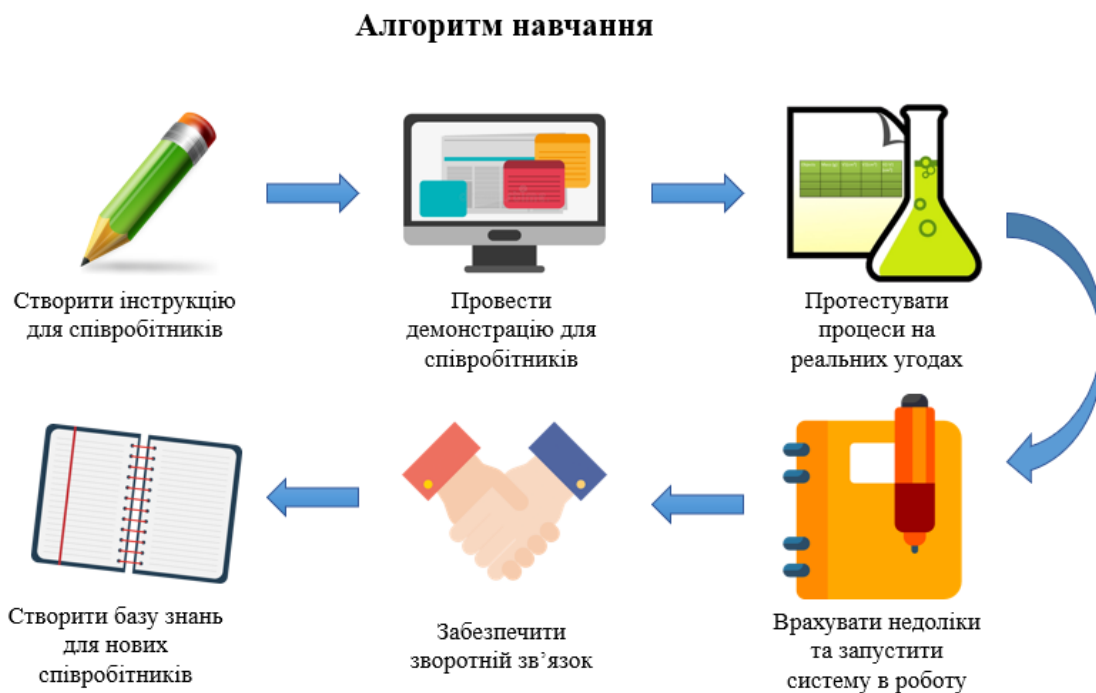 Алгоритм навчання
Створити інструкцію
для співробітників
Провести
демонстрацію для
співробітників
Протестувати
процеси на
реальних угодах
Врахувати недоліки
та запустити
систему в роботу
Забезпечити
зворотній зв’язок
Створити базу знань
для нових
співробітників